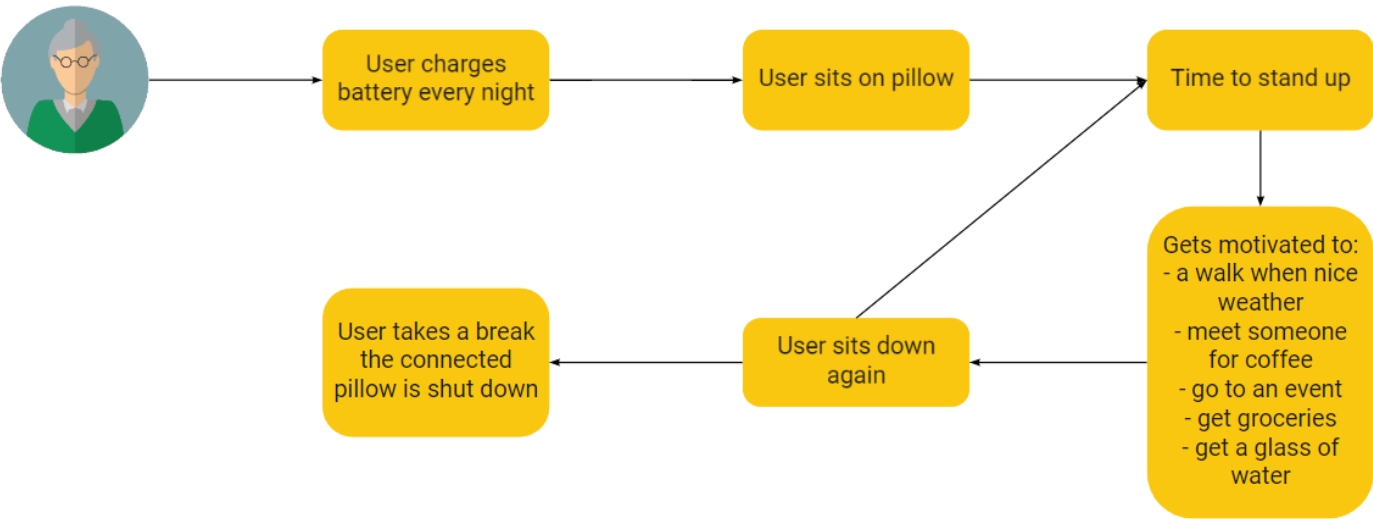 User charges
battery every night
User sits on pillow
Time to stand up
Gets motivated to:
- a walk when nice
weather
- meet someone
for coffee
- go to an event
- get groceries
- get a glass of
water
User sits down
again
User takes a break
the connected
pillow is shut down